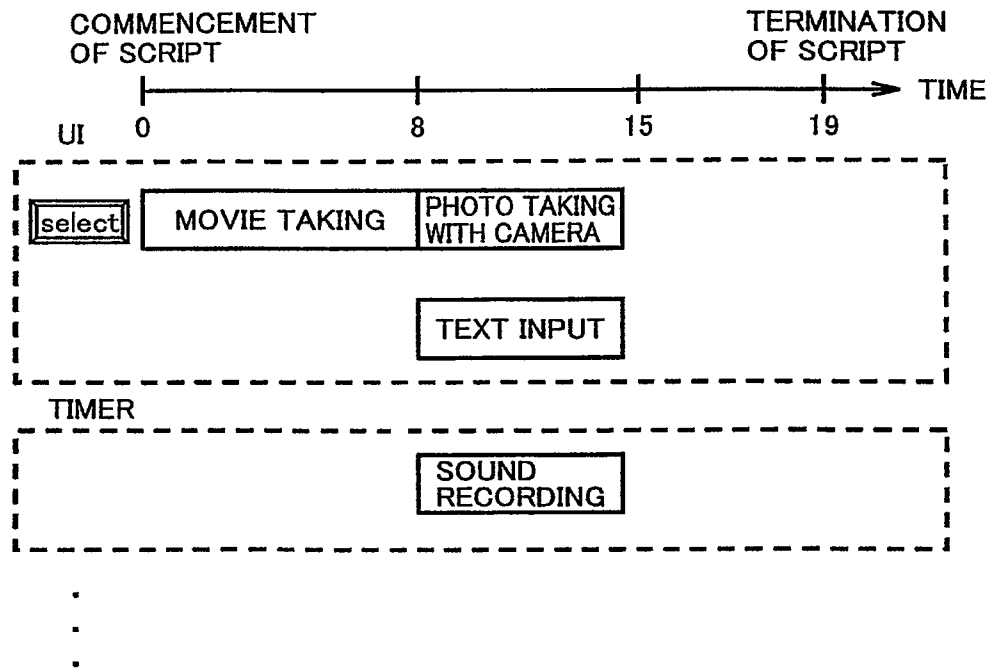 COMMENCEMENT
OF SCRIPT
TERMINATION
OF SCRIPT
TIME
0
8
15
19
UI
select
MOVIE TAKING
PHOTO TAKING
WITH CAMERA
TEXT INPUT
TIMER
SOUND
RECORDING